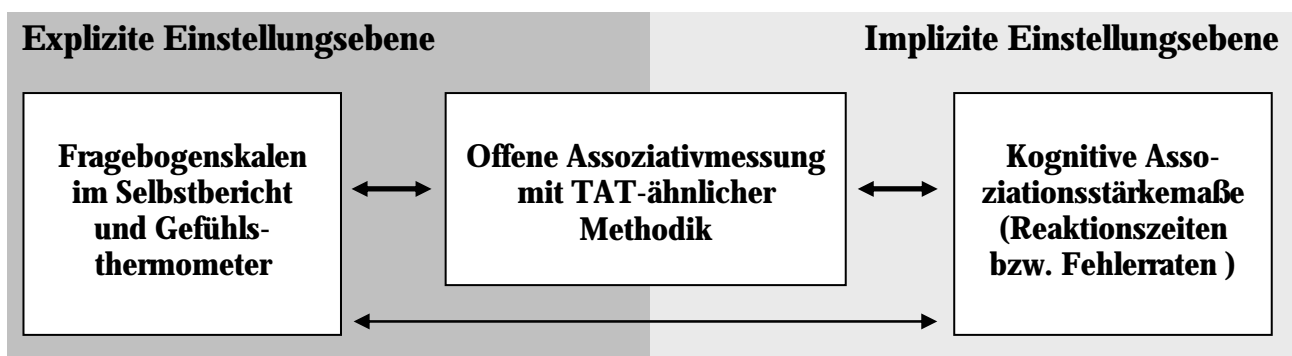 Explizite Einstellungsebene
Implizite Einstellungsebene
Fragebogenskalen
im Selbstbericht
und Gefühls-
thermometer
Offene Assoziativmessung
mit TAT-ähnlicher
Methodik
Kognitive Asso-
ziationsstärkemaße
(Reaktionszeiten
bzw. Fehlerraten )